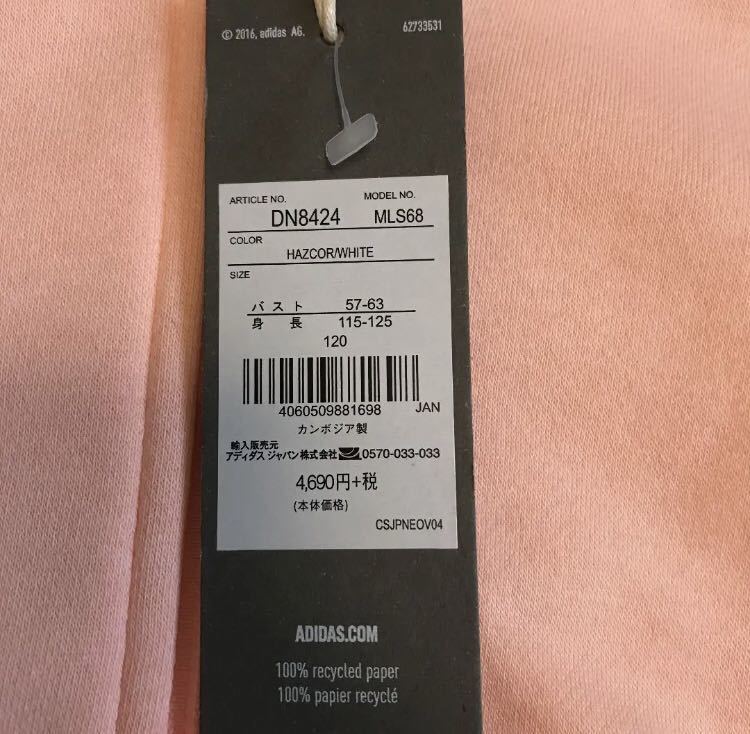 © 2016, adidas AG. 62733531
ARTICLE NO. MODEL NO.
DN8424 MLS68
COLOR
HAZCOR/WHITE
SIZE
バスト 57-63
身 長 115-125
120
4060509881698 JAN
カンボジア製
輸入販売元
アディダス ジャパン株式会社 0570-033-033
4,690円+税
(本体価格)
CSJPNEOV04
ADIDAS.COM
100% recycled paper
100% papier recyclé